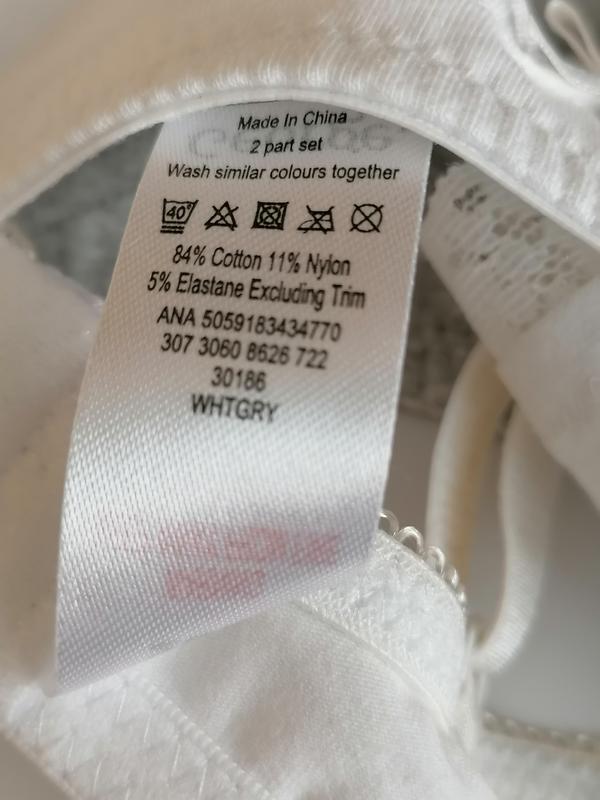 Made In China
2 part set
Wash similar colours together
40°
84% Cotton 11% Nylon
5% Elastane Excluding Trim
ANA 5059183434770
307 3060 8626 722
30186
WHTGRY